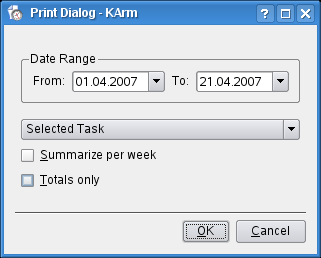 Print Dialog - KArm
Date Range
From: 01.04.2007 To: 21.04.2007
Selected Task
Summarize per week
Totals only
OK Cancel